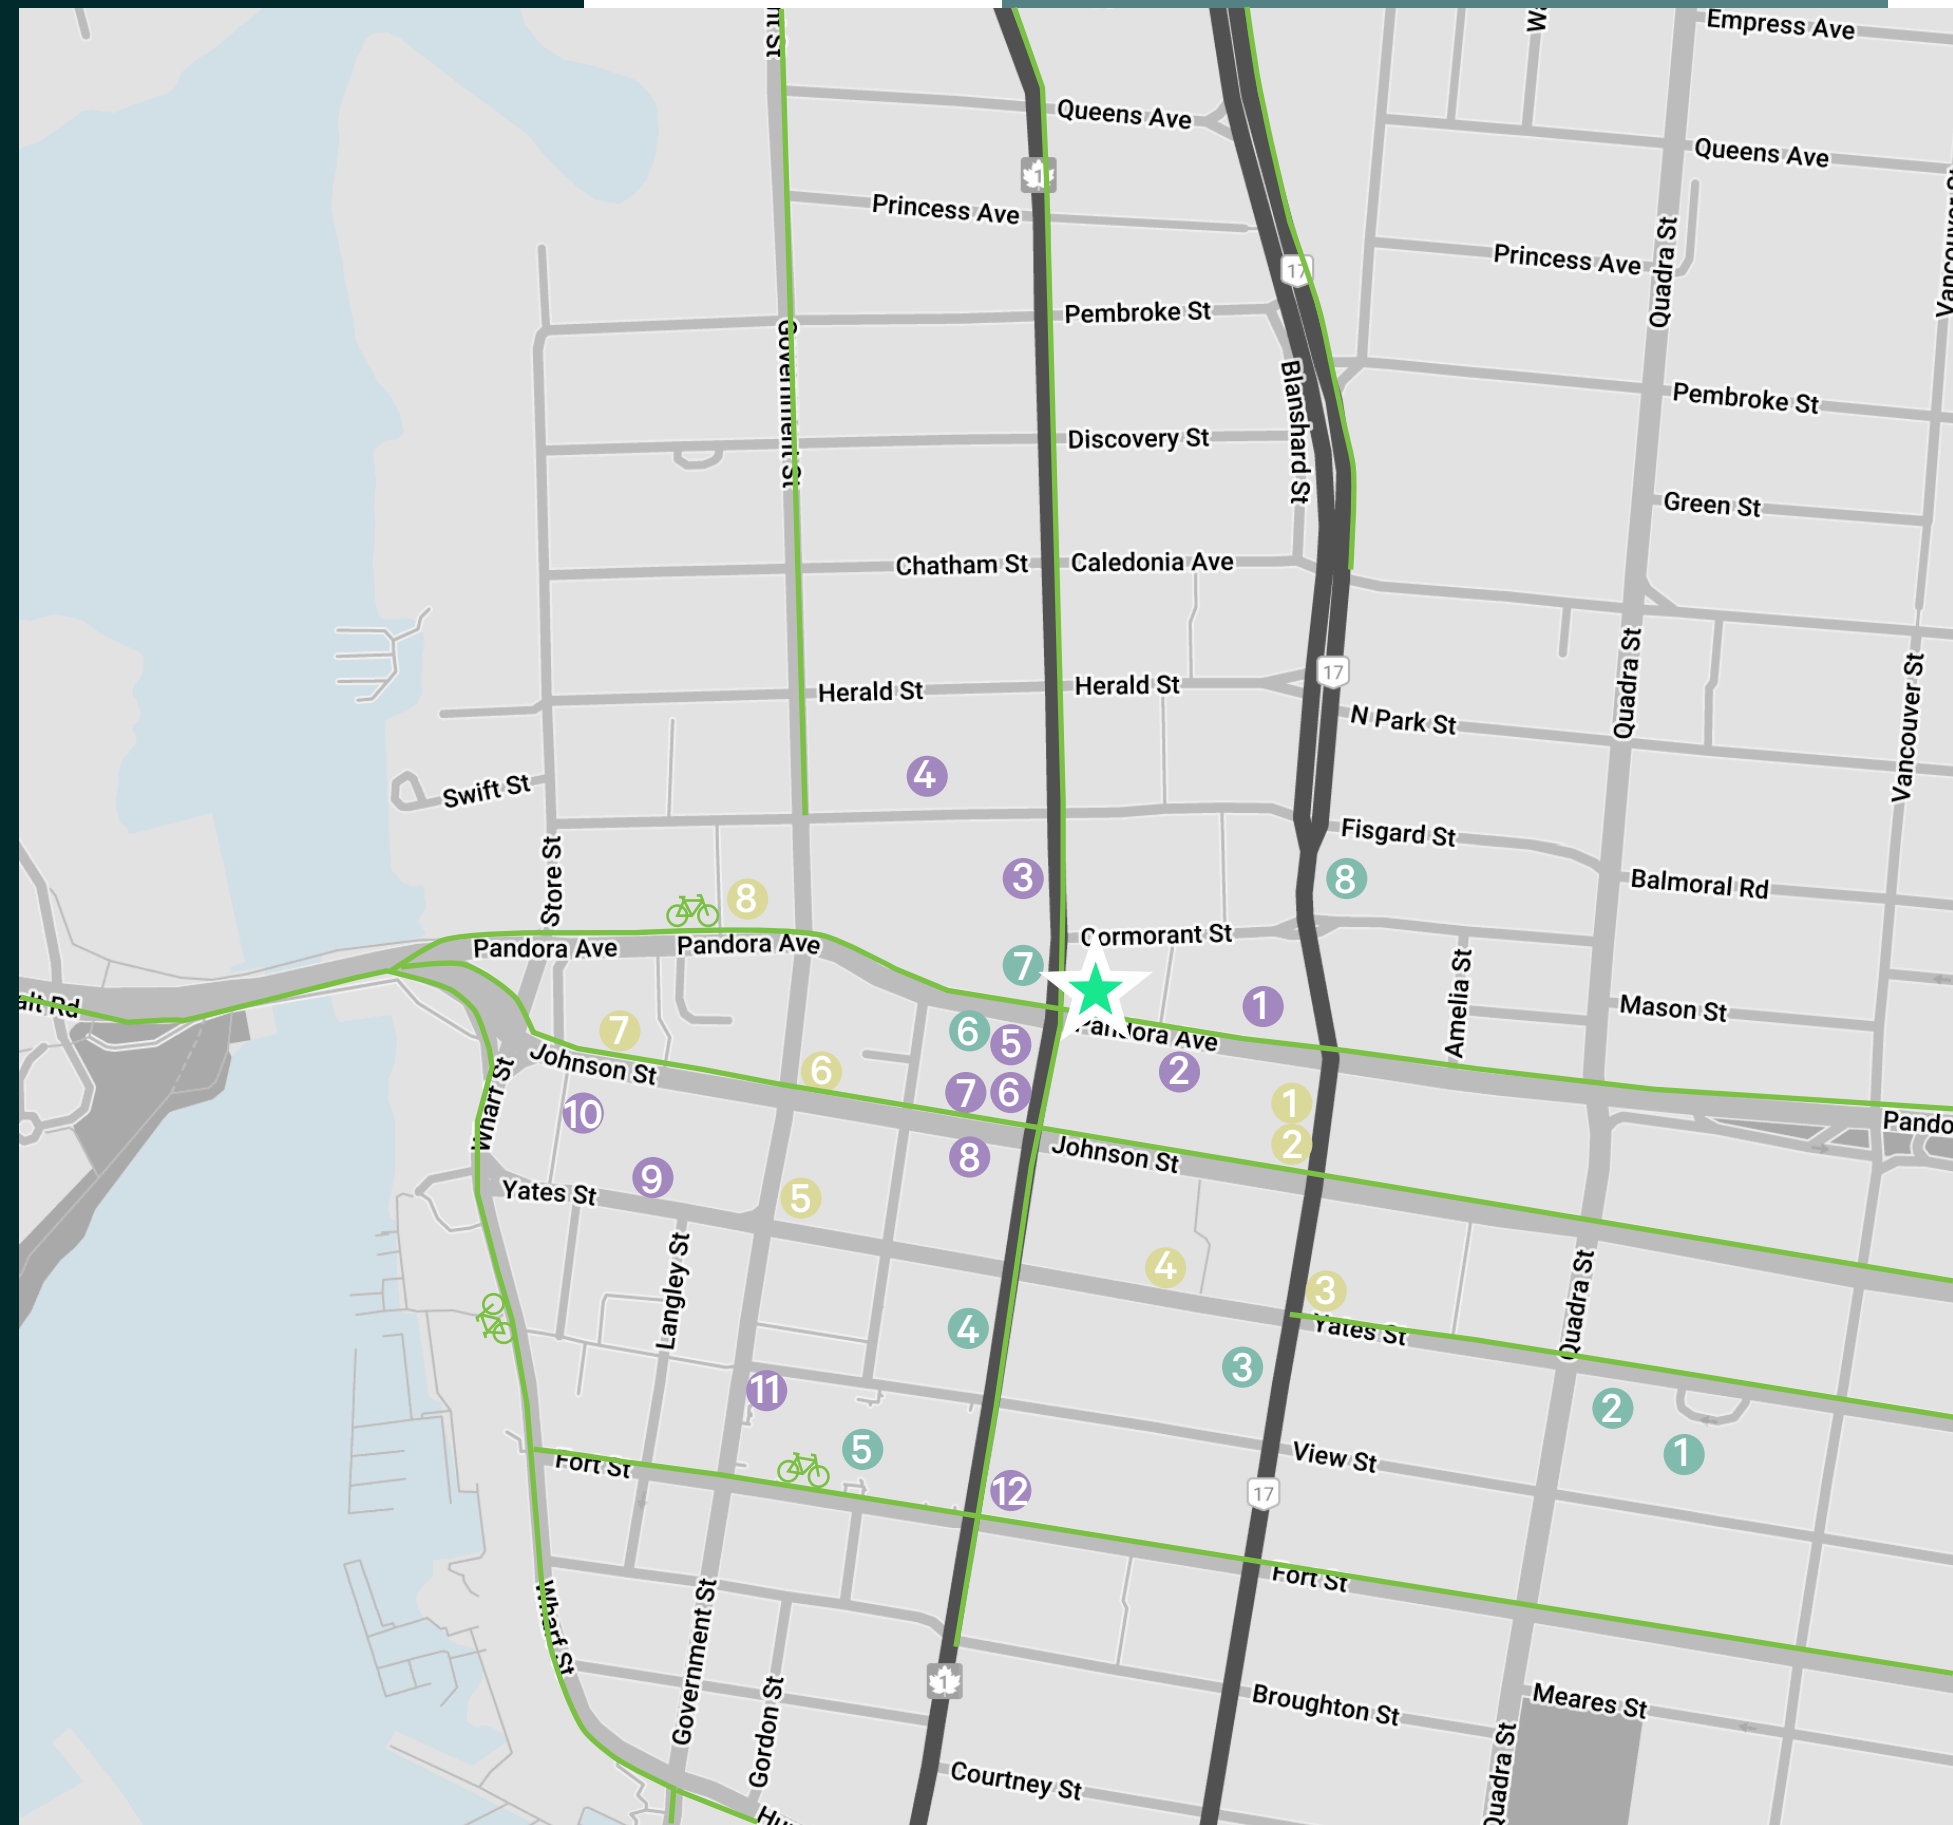 Empress Ave
Queens Ave
Queens Ave
1
Princess Ave
Princess Ave
17
Quadra St
Pembroke St
Government St
Blanshard St
Pembroke St
Discovery St
Green St
Chatham St
Caledonia Ave
Quadra St
Vancouver St
17
Herald St
Herald St
N Park St
4
Swift St
Fisgard St
Store St
3
8
Balmoral Rd
8
Cormorant St
Pandora Ave
Pandora Ave
7
Amelia St
1
Mason St
7
6
5
Pandora Ave
Johnson St
6
2
Wharf St
7
6
1
10
2
8
Johnson St
9
Yates St
5
Langley St
4
3
Quadra St
4
Yates St
3
11
2
5
1
View St
Fort St
12
17
Fort St
Wharf St
Government St
Gordon St
1
Broughton St
Meares St
Quadra St
Courtney St